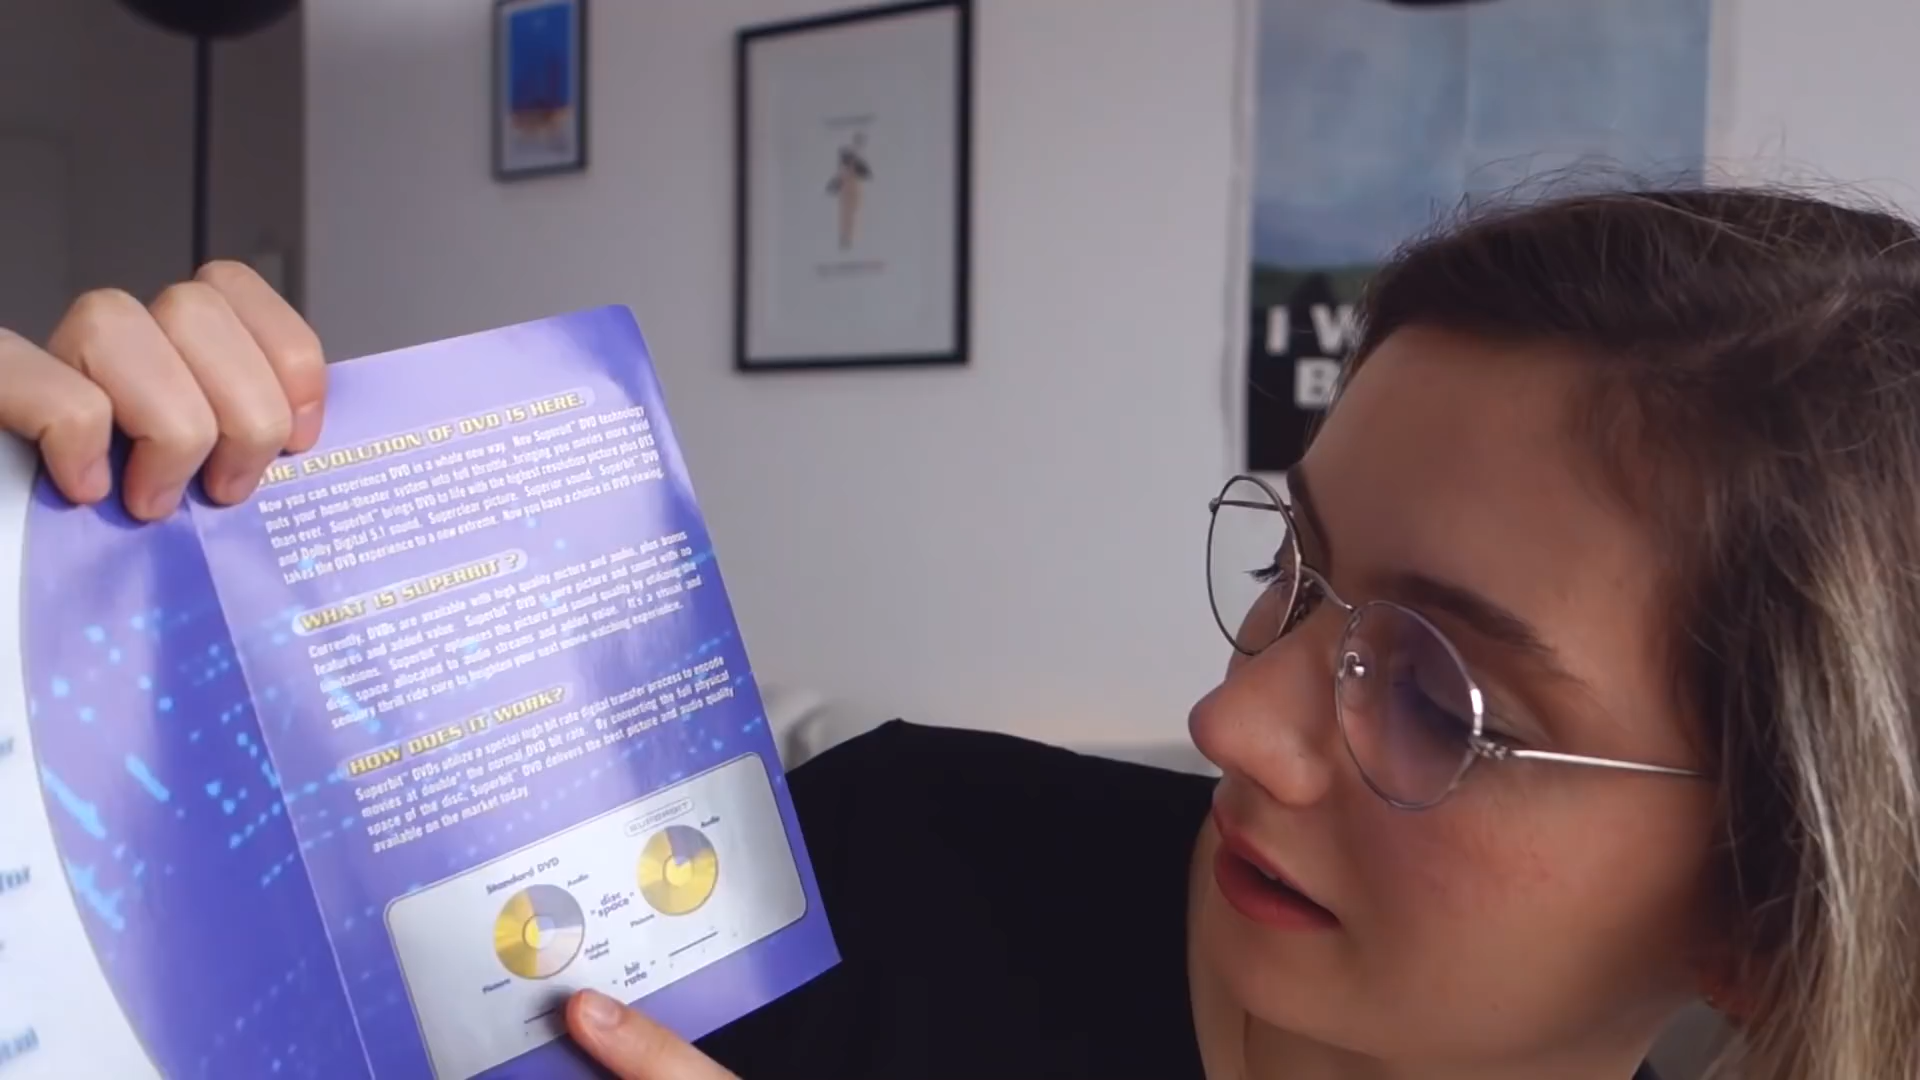 I W
B
THE EVOLUTION OF DVD IS HERE.
Now you can experience DVD in a whole new way. New Superbit™ DVD technology
puts your home-theater system into full throttle...bringing you movies more vivid
than ever. Superbit™ brings DVD to life with the highest resolution picture plus DTS
and Dolby Digital 5.1 sound. Superclear picture. Superior sound. Superbit™ DVD
takes the DVD experience to a new extreme. Now you have a choice in DVD viewing.
WHAT IS SUPERBIT ?
Currently, DVDs are available with high quality picture and audio, plus bonus
features and added value. Superbit™ DVD is pure picture and sound with no
limitations. Superbit™ optimizes the picture and sound quality by utilizing the
disc space allocated to audio streams and added value. It's a visual and
sensory thrill ride sure to heighten your next movie-watching experience.
HOW DOES IT WORK?
Superbit™ DVDs utilize a special high bit rate digital transfer process to encode
movies at double* the normal DVD bit rate. By converting the full physical
space of the disc, Superbit™ DVD delivers the best picture and audio quality
available on the market today.
SUPERBIT
Audio
Standard DVD
Audio
disc
space
Picture
Added
Value
Picture
bit
rate
for